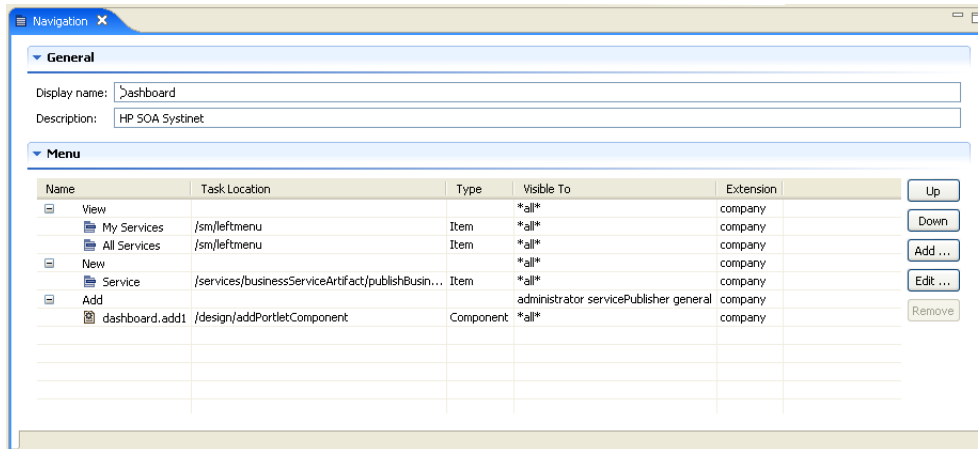 Navigation
General
Display name: Dashboard
Description: HP SOA Systinet
Menu
Name Task Location Type Visible To Extension
Up
View *all* company
My Services /sm/leftmenu Item *all* company
Down
All Services /sm/leftmenu Item *all* company
Add ...
New *all* company
Service /services/businessServiceArtifact/publishBusin... Item *all* company
Edit ...
Add administrator servicePublisher general company
dashboard.add1 /design/addPortletComponent Component *all* company
Remove